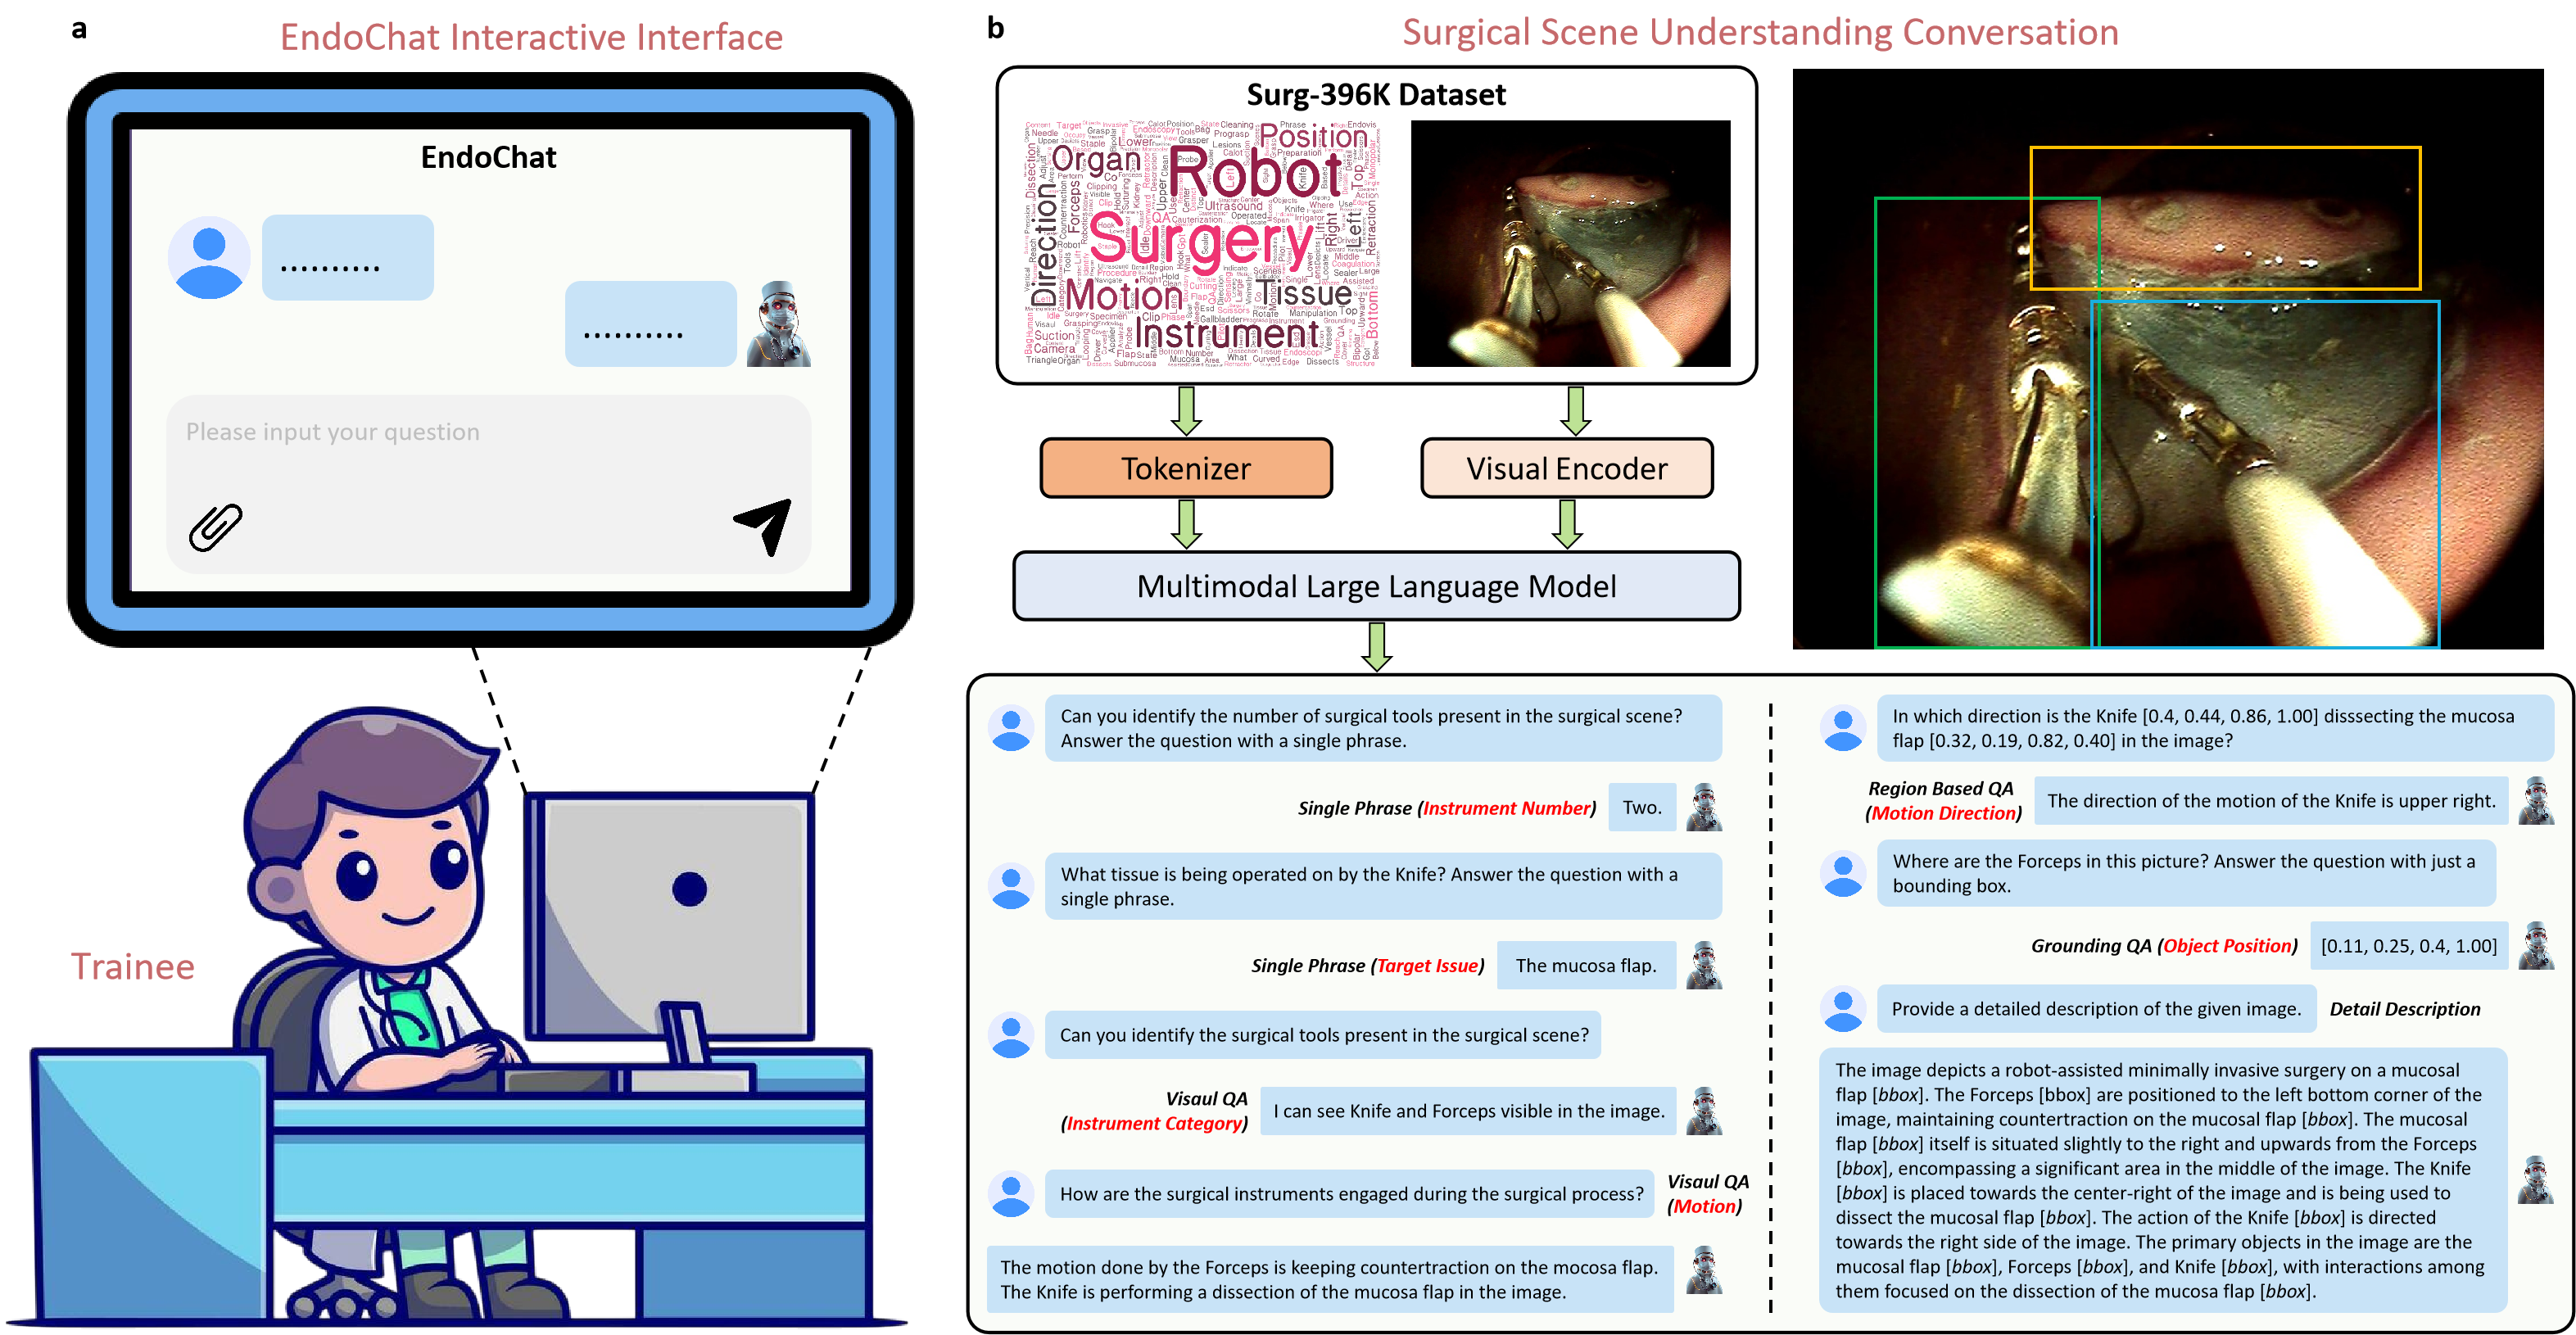 a
EndoChat Interactive Interface
EndoChat
..........
..........
Please input your question
Trainee
b
Surgical Scene Understanding Conversation
Surg-396K Dataset
Robot
Surgery
Organ
Position
Direction
Forceps
Motion
Tissue
Instrument
Left
Right
Top
Bottom
Retraction
Dissection
Ultrasound
Lower
Upper
Suction
Camera
Tokenizer
Visual Encoder
Multimodal Large Language Model
Can you identify the number of surgical tools present in the surgical scene?
Answer the question with a single phrase.
Single Phrase (Instrument Number)
Two.
What tissue is being operated on by the Knife? Answer the question with a
single phrase.
Single Phrase (Target Issue)
The mucosa flap.
Can you identify the surgical tools present in the surgical scene?
Visaul QA
(Instrument Category)
I can see Knife and Forceps visible in the image.
How are the surgical instruments engaged during the surgical process?
Visaul QA
(Motion)
The motion done by the Forceps is keeping countertraction on the mocosa flap.
The Knife is performing a dissection of the mucosa flap in the image.
In which direction is the Knife [0.4, 0.44, 0.86, 1.00] disssecting the mucosa
flap [0.32, 0.19, 0.82, 0.40] in the image?
Region Based QA
(Motion Direction)
The direction of the motion of the Knife is upper right.
Where are the Forceps in this picture? Answer the question with just a
bounding box.
Grounding QA (Object Position)
[0.11, 0.25, 0.4, 1.00]
Provide a detailed description of the given image.
Detail Description
The image depicts a robot-assisted minimally invasive surgery on a mucosal
flap [bbox]. The Forceps [bbox] are positioned to the left bottom corner of the
image, maintaining countertraction on the mucosal flap [bbox]. The mucosal
flap [bbox] itself is situated slightly to the right and upwards from the Forceps
[bbox], encompassing a significant area in the middle of the image. The Knife
[bbox] is placed towards the center-right of the image and is being used to
dissect the mucosal flap [bbox]. The action of the Knife [bbox] is directed
towards the right side of the image. The primary objects in the image are the
mucosal flap [bbox], Forceps [bbox], and Knife [bbox], with interactions among
them focused on the dissection of the mucosa flap [bbox].